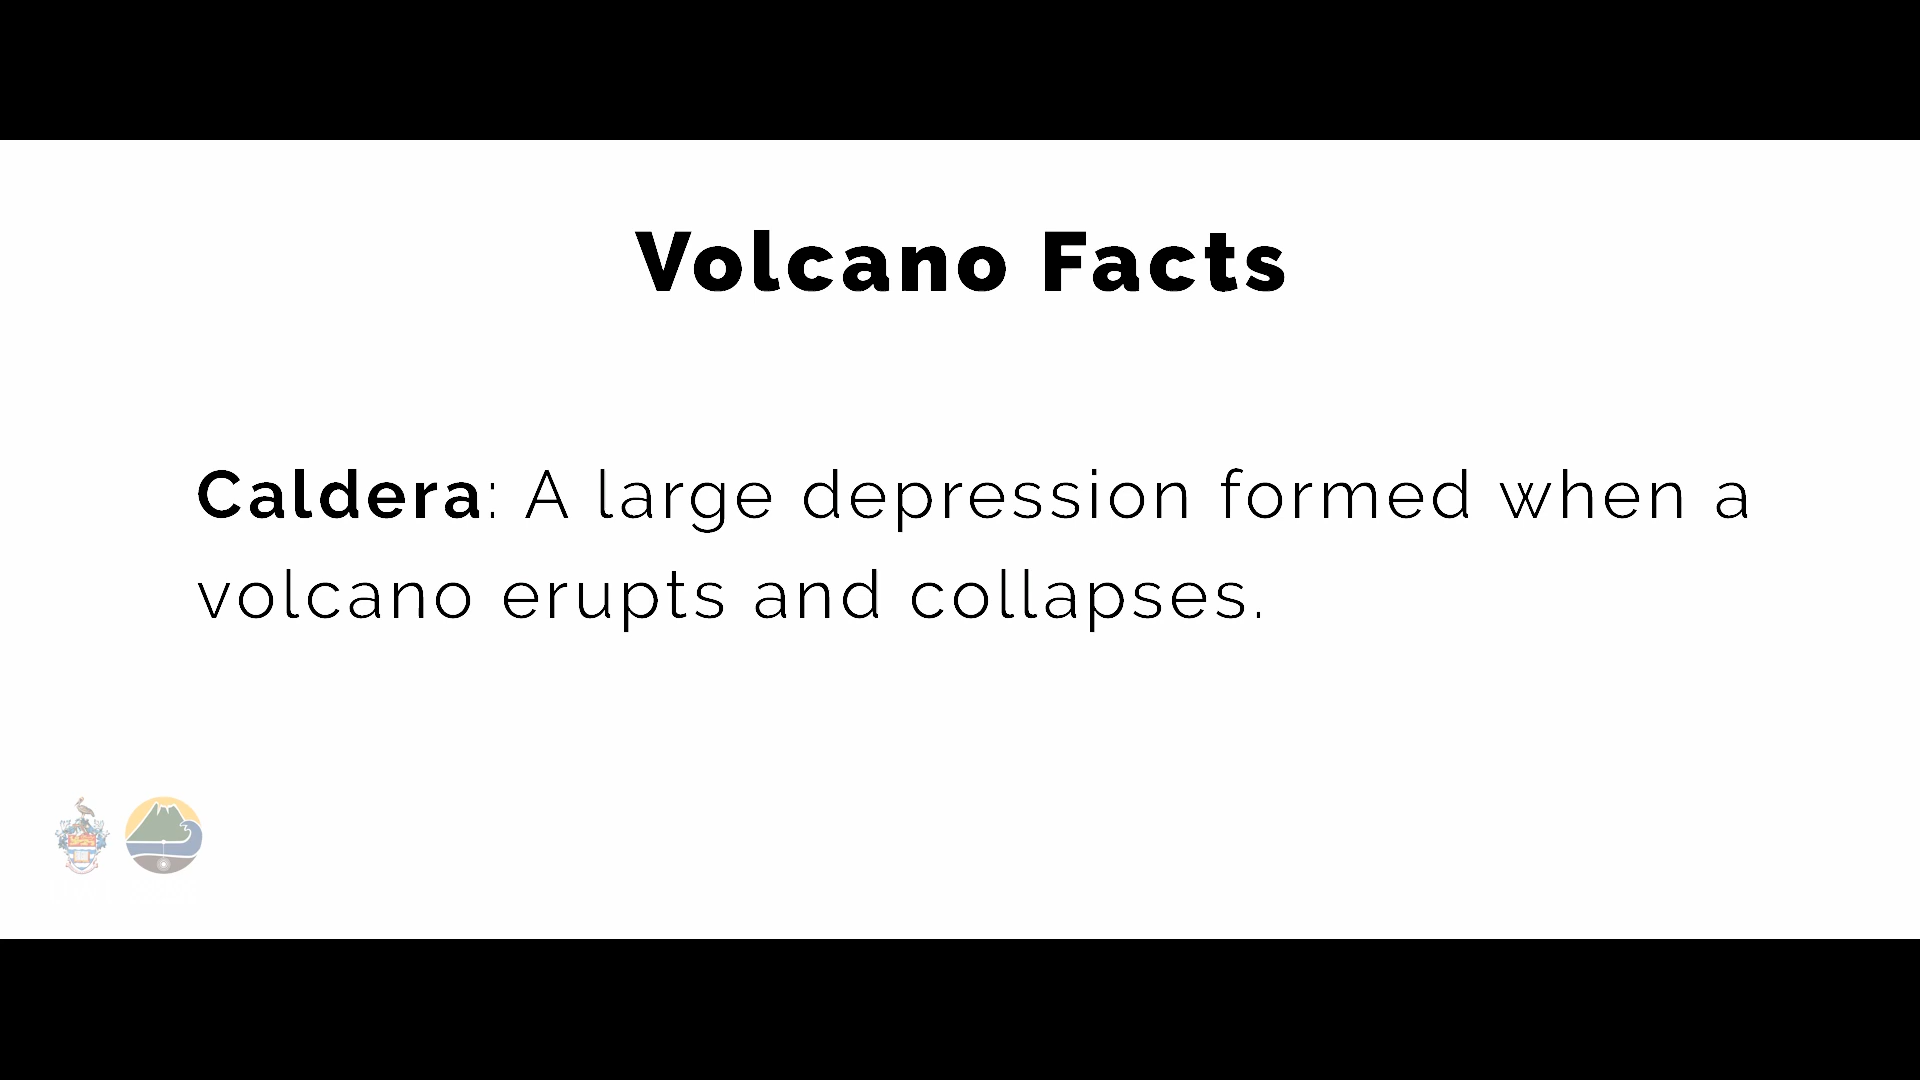 Volcano Facts
Caldera: A large depression formed when a
volcano erupts and collapses.